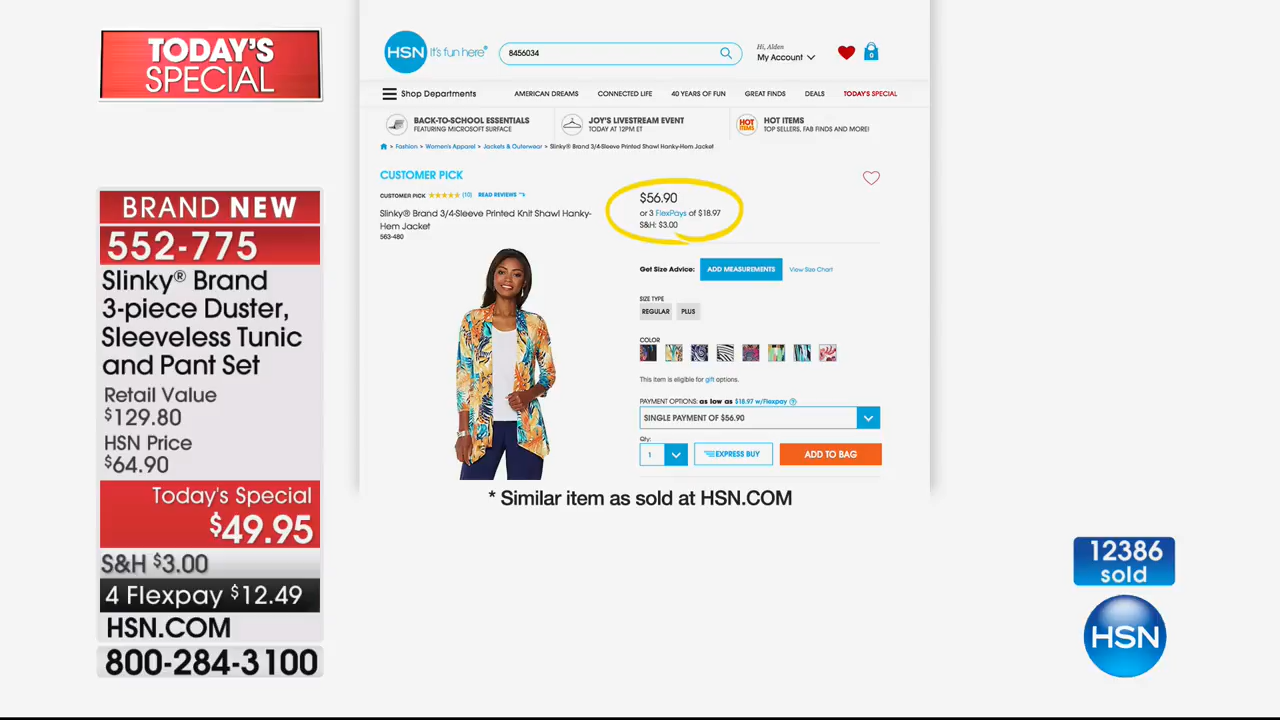 TODAY'S
SPECIAL
BRAND NEW
552-775
Slinky® Brand
3-piece Duster,
Sleeveless Tunic
and Pant Set
Retail Value
$129.80
HSN Price
$64.90
Today's Special
$49.95
S&H $3.00
4 Flexpay $12.49
HSN.COM
800-284-3100
HSN it's fun here®
8456034
Hi, Alden
My Account
0
Shop Departments
AMERICAN DREAMS
CONNECTED LIFE
40 YEARS OF FUN
GREAT FINDS
DEALS
TODAY'S SPECIAL
BACK-TO-SCHOOL ESSENTIALS
FEATURING MICROSOFT SURFACE
JOY'S LIVESTREAM EVENT
TODAY AT 12PM ET
HOT
ITEMS
HOT ITEMS
TOP SELLERS, FAB FINDS AND MORE!
> Fashion > Women's Apparel > Jackets & Outerwear > Slinky® Brand 3/4-Sleeve Printed Shawl Hanky-Hem Jacket
CUSTOMER PICK
CUSTOMER PICK (10) READ REVIEWS
Slinky® Brand 3/4-Sleeve Printed Knit Shawl Hanky-
Hem Jacket
563-480
$56.90
or 3 FlexPays of $18.97
S&H: $3.00
Get Size Advice: ADD MEASUREMENTS View Size Chart
SIZE TYPE
REGULAR PLUS
COLOR
This item is eligible for gift options.
PAYMENT OPTIONS: as low as $18.97 w/Flexpay ?
SINGLE PAYMENT OF $56.90
Qty:
1 EXPRESS BUY ADD TO BAG
* Similar item as sold at HSN.COM
12386
sold
HSN